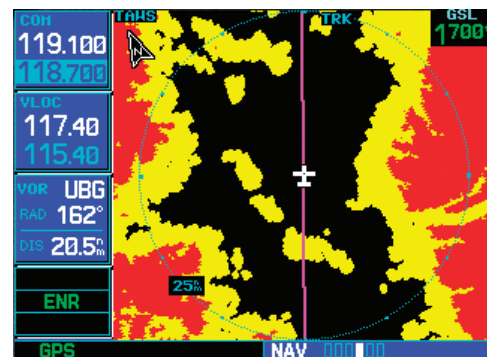 COM
119.100
118.700
VLOC
117.40
115.40
VOR UBG
RAD 162°
DIS 20.5nm
ENR
GPS
TAWS
N
TRK
GSL
1700'
25nm
NAV